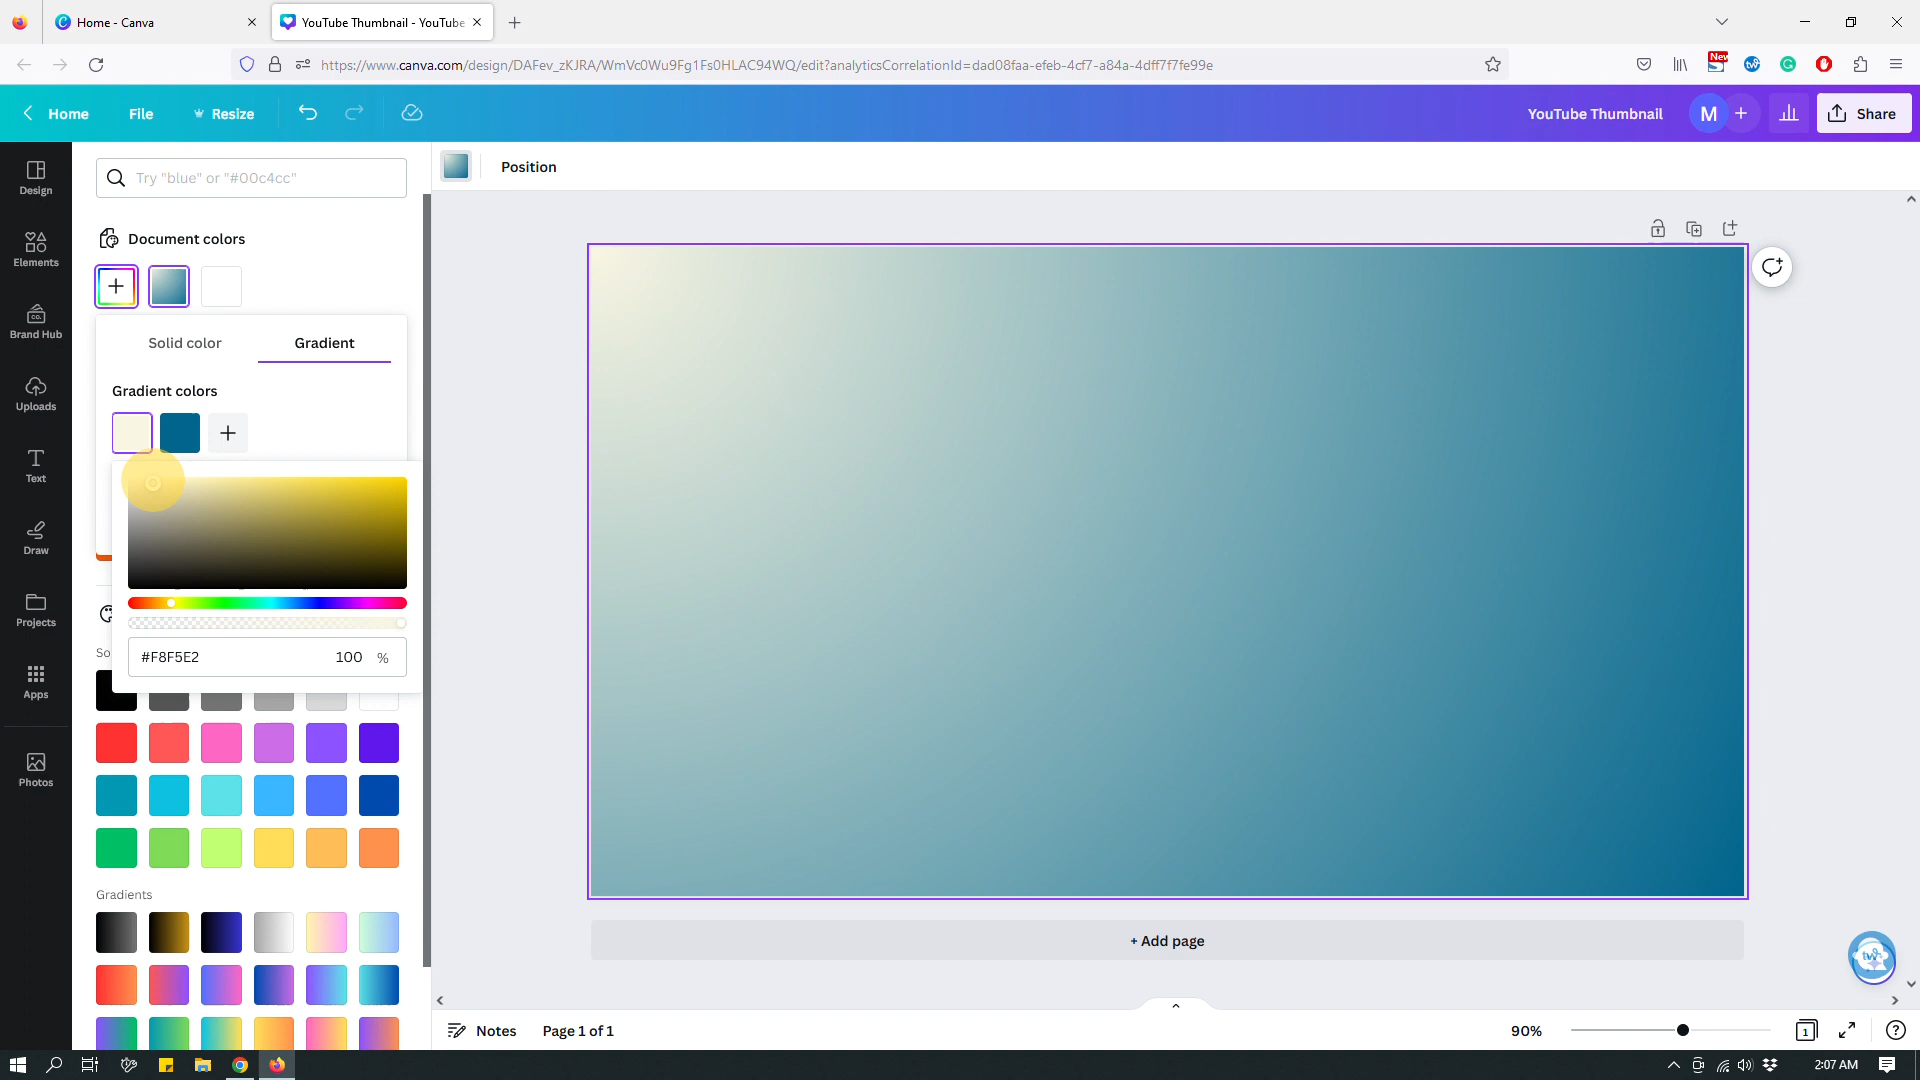 Home - Canva
YouTube Thumbnail - YouTube
https://www.canva.com/design/DAFev_zKJRA/WmVc0Wu9Fg1Fs0HLAC94WQ/edit?analyticsCorrelationId=dad08faa-efeb-4cf7-a84a-4dff7f7fe99e
New
Home
File
Resize
YouTube Thumbnail
M
Share
Design
Elements
Brand Hub
Uploads
Text
Draw
Projects
Apps
Photos
Try "blue" or "#00c4cc"
Position
Document colors
Solid color
Gradient
Gradient colors
#F8F5E2
100 %
So
Gradients
+ Add page
Notes
Page 1 of 1
90%
1
2:07 AM